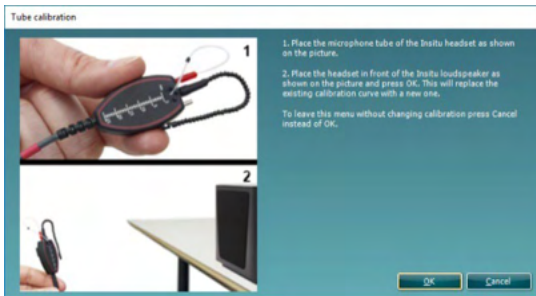 Tube calibration
1
1. Place the microphone tube of the Insitu headset as shown
on the picture.
2. Place the headset in front of the Insitu loudspeaker as
shown on the picture and press OK. This will replace the
existing calibration curve with a new one.
To leave this menu without changing calibration press Cancel
instead of OK.
2
OK
Cancel